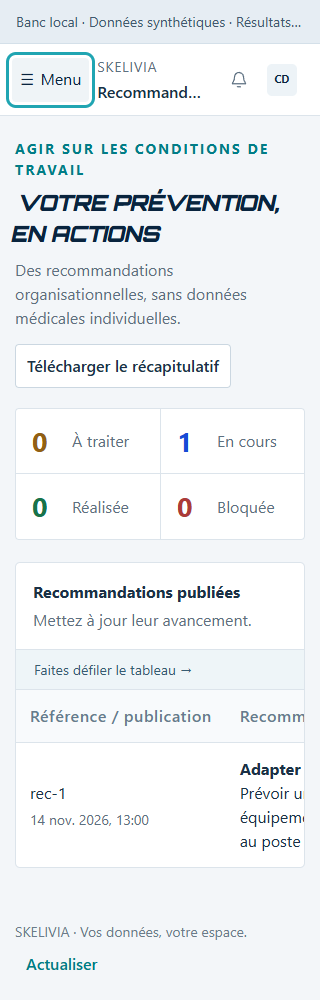 Banc local · Données synthétiques · Résultats...
☰ Menu
SKELIVIA
Recommand...
CD
AGIR SUR LES CONDITIONS DE
TRAVAIL
VOTRE PRÉVENTION,
EN ACTIONS
Des recommandations
organisationnelles, sans données
médicales individuelles.
Télécharger le récapitulatif
0 À traiter
1 En cours
0 Réalisée
0 Bloquée
Recommandations publiées
Mettez à jour leur avancement.
Faites défiler le tableau →
Référence / publication Recomm
Adapter
rec-1 Prévoir u
14 nov. 2026, 13:00 équipem
au poste
SKELIVIA · Vos données, votre espace.
Actualiser